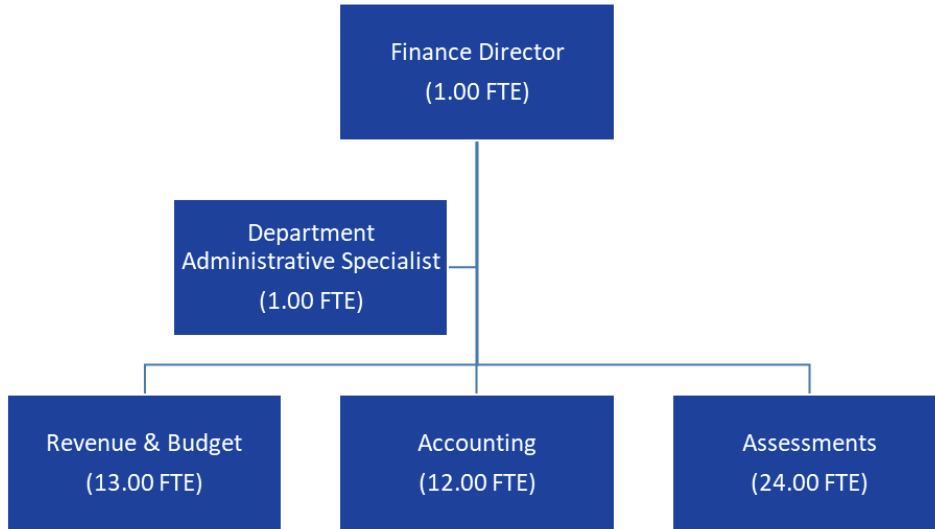 Finance Director
(1.00 FTE)
Department
Administrative Specialist
(1.00 FTE)
Revenue & Budget
(13.00 FTE)
Accounting
(12.00 FTE)
Assessments
(24.00 FTE)